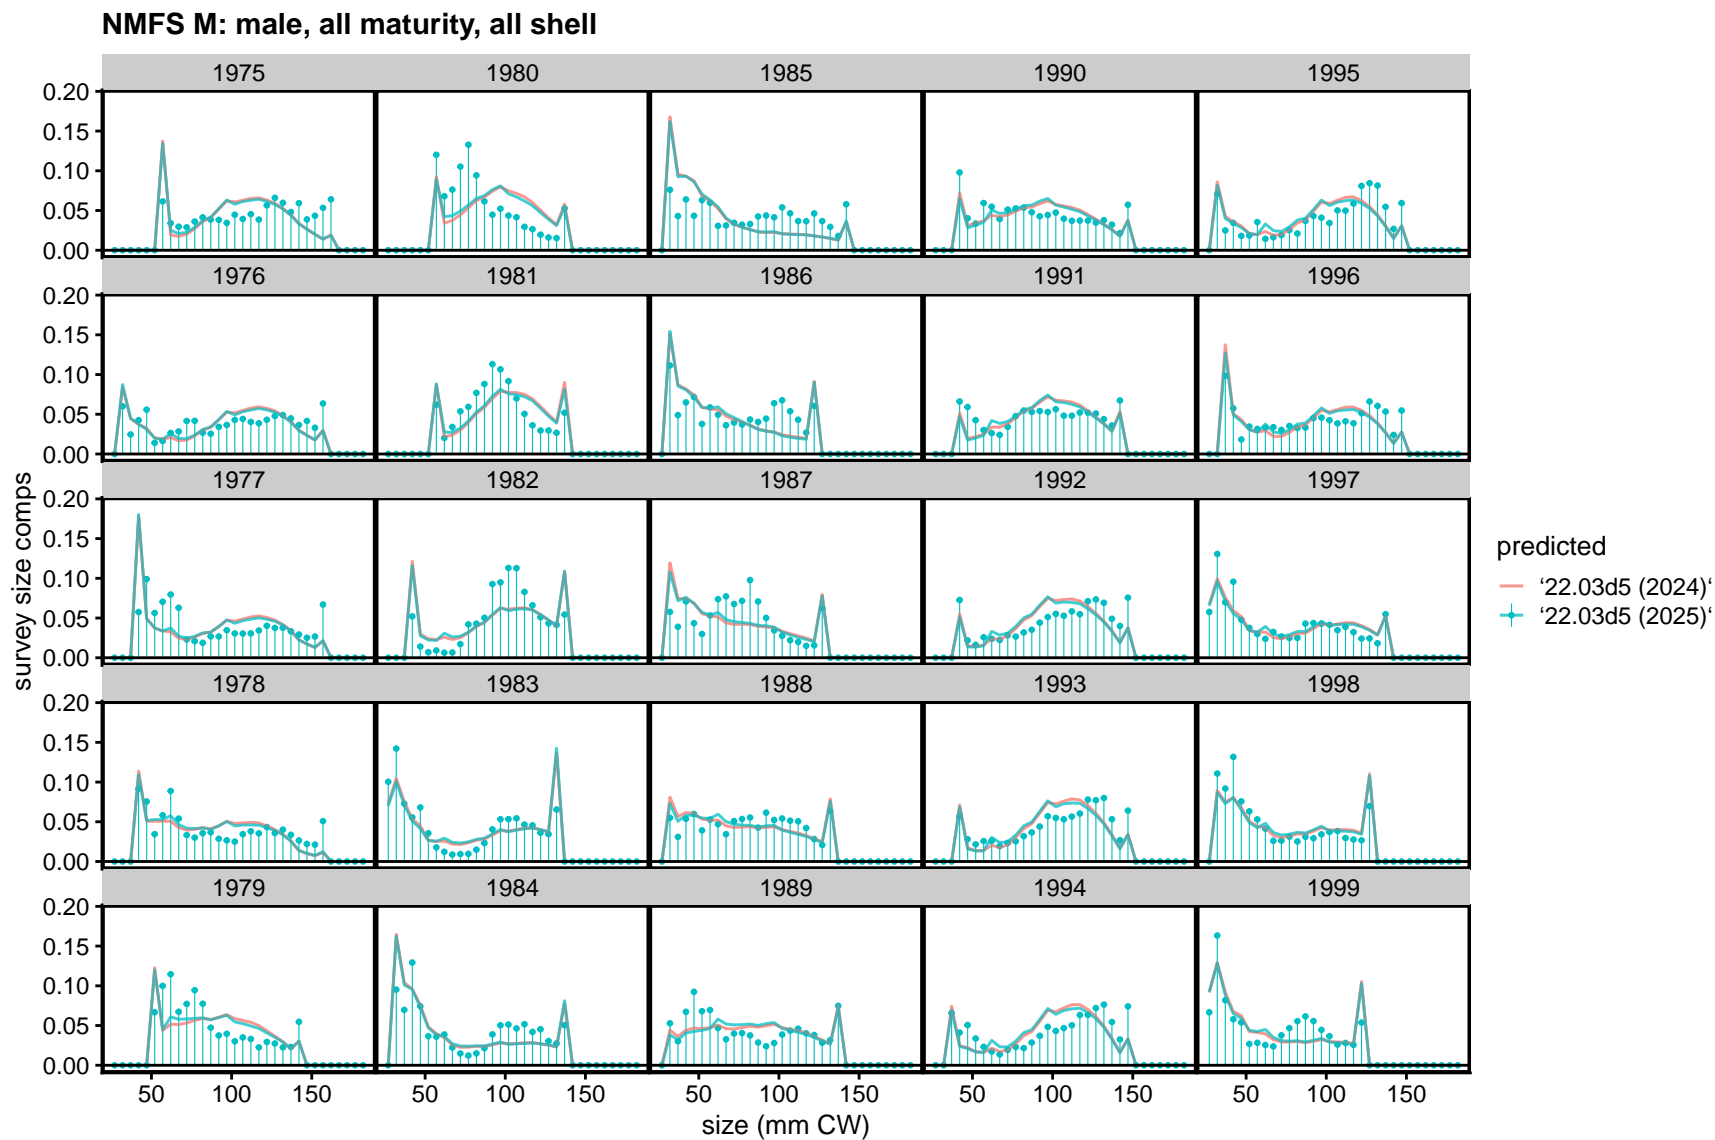 NMFS M: male, all maturity, all shell
1975 1980 1985 1990 1995
0.20
0.15
0.10
0.05
0.00
1976 1981 1986 1991 1996
0.20
0.15
0.10
0.05
0.00
1977 1982 1987 1992 1997
0.20
0.15
0.10
0.05
0.00
1978 1983 1988 1993 1998
0.20
0.15
0.10
0.05
0.00
1979 1984 1989 1994 1999
0.20
0.15
0.10
0.05
0.00
50 100 150 50 100 150 50 100 150 50 100 150 50 100 150
size (mm CW)
survey size comps
predicted
‘22.03d5 (2024)‘
‘22.03d5 (2025)‘